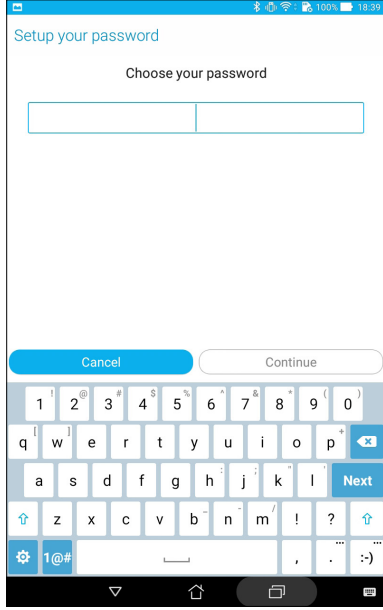 100% 18:39
Setup your password
Choose your password
Cancel Continue
1 ! 2 @ 3 # 4 $ 5 % 6 ^ 7 & 8 * 9 ( 0 )
q [ w ] e r t y u i o p +
a s d f g h : j ; k " l ' Next
z x c v b _ n - m / ! ?
1@# , . ... :-) ...